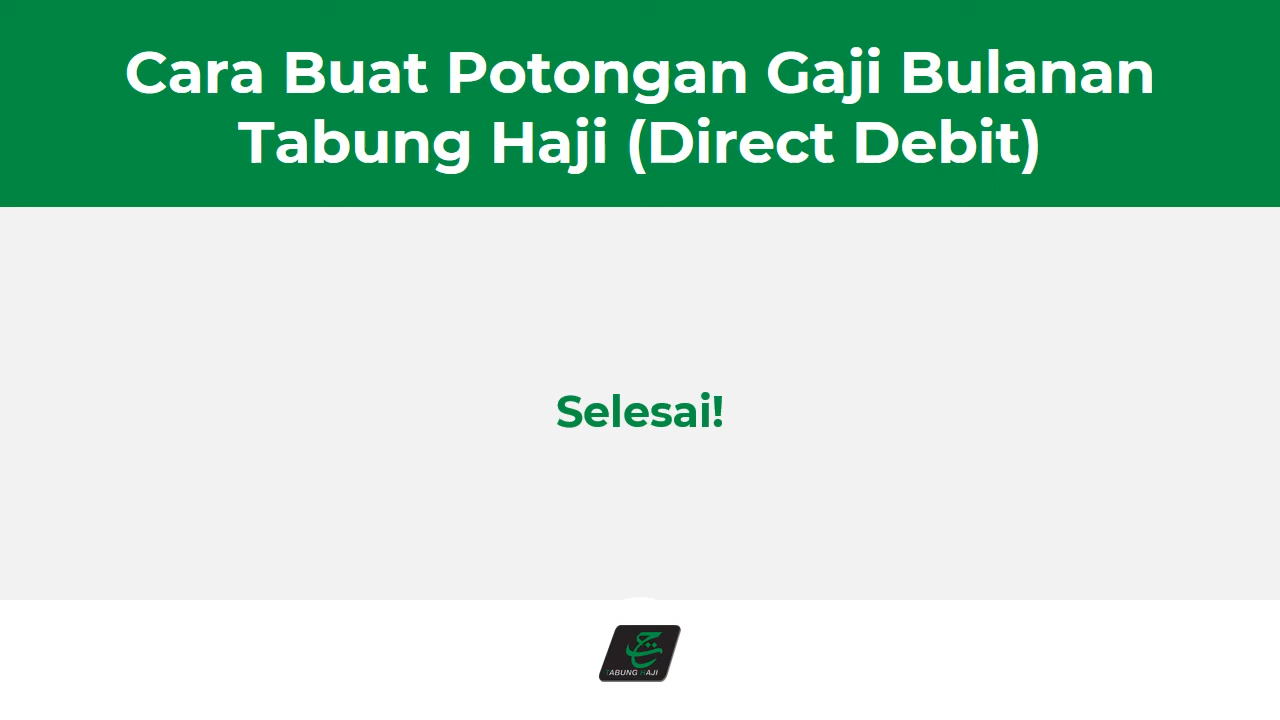 Cara Buat Potongan Gaji Bulanan
Tabung Haji (Direct Debit)
Selesai!
TABUNG HAJI